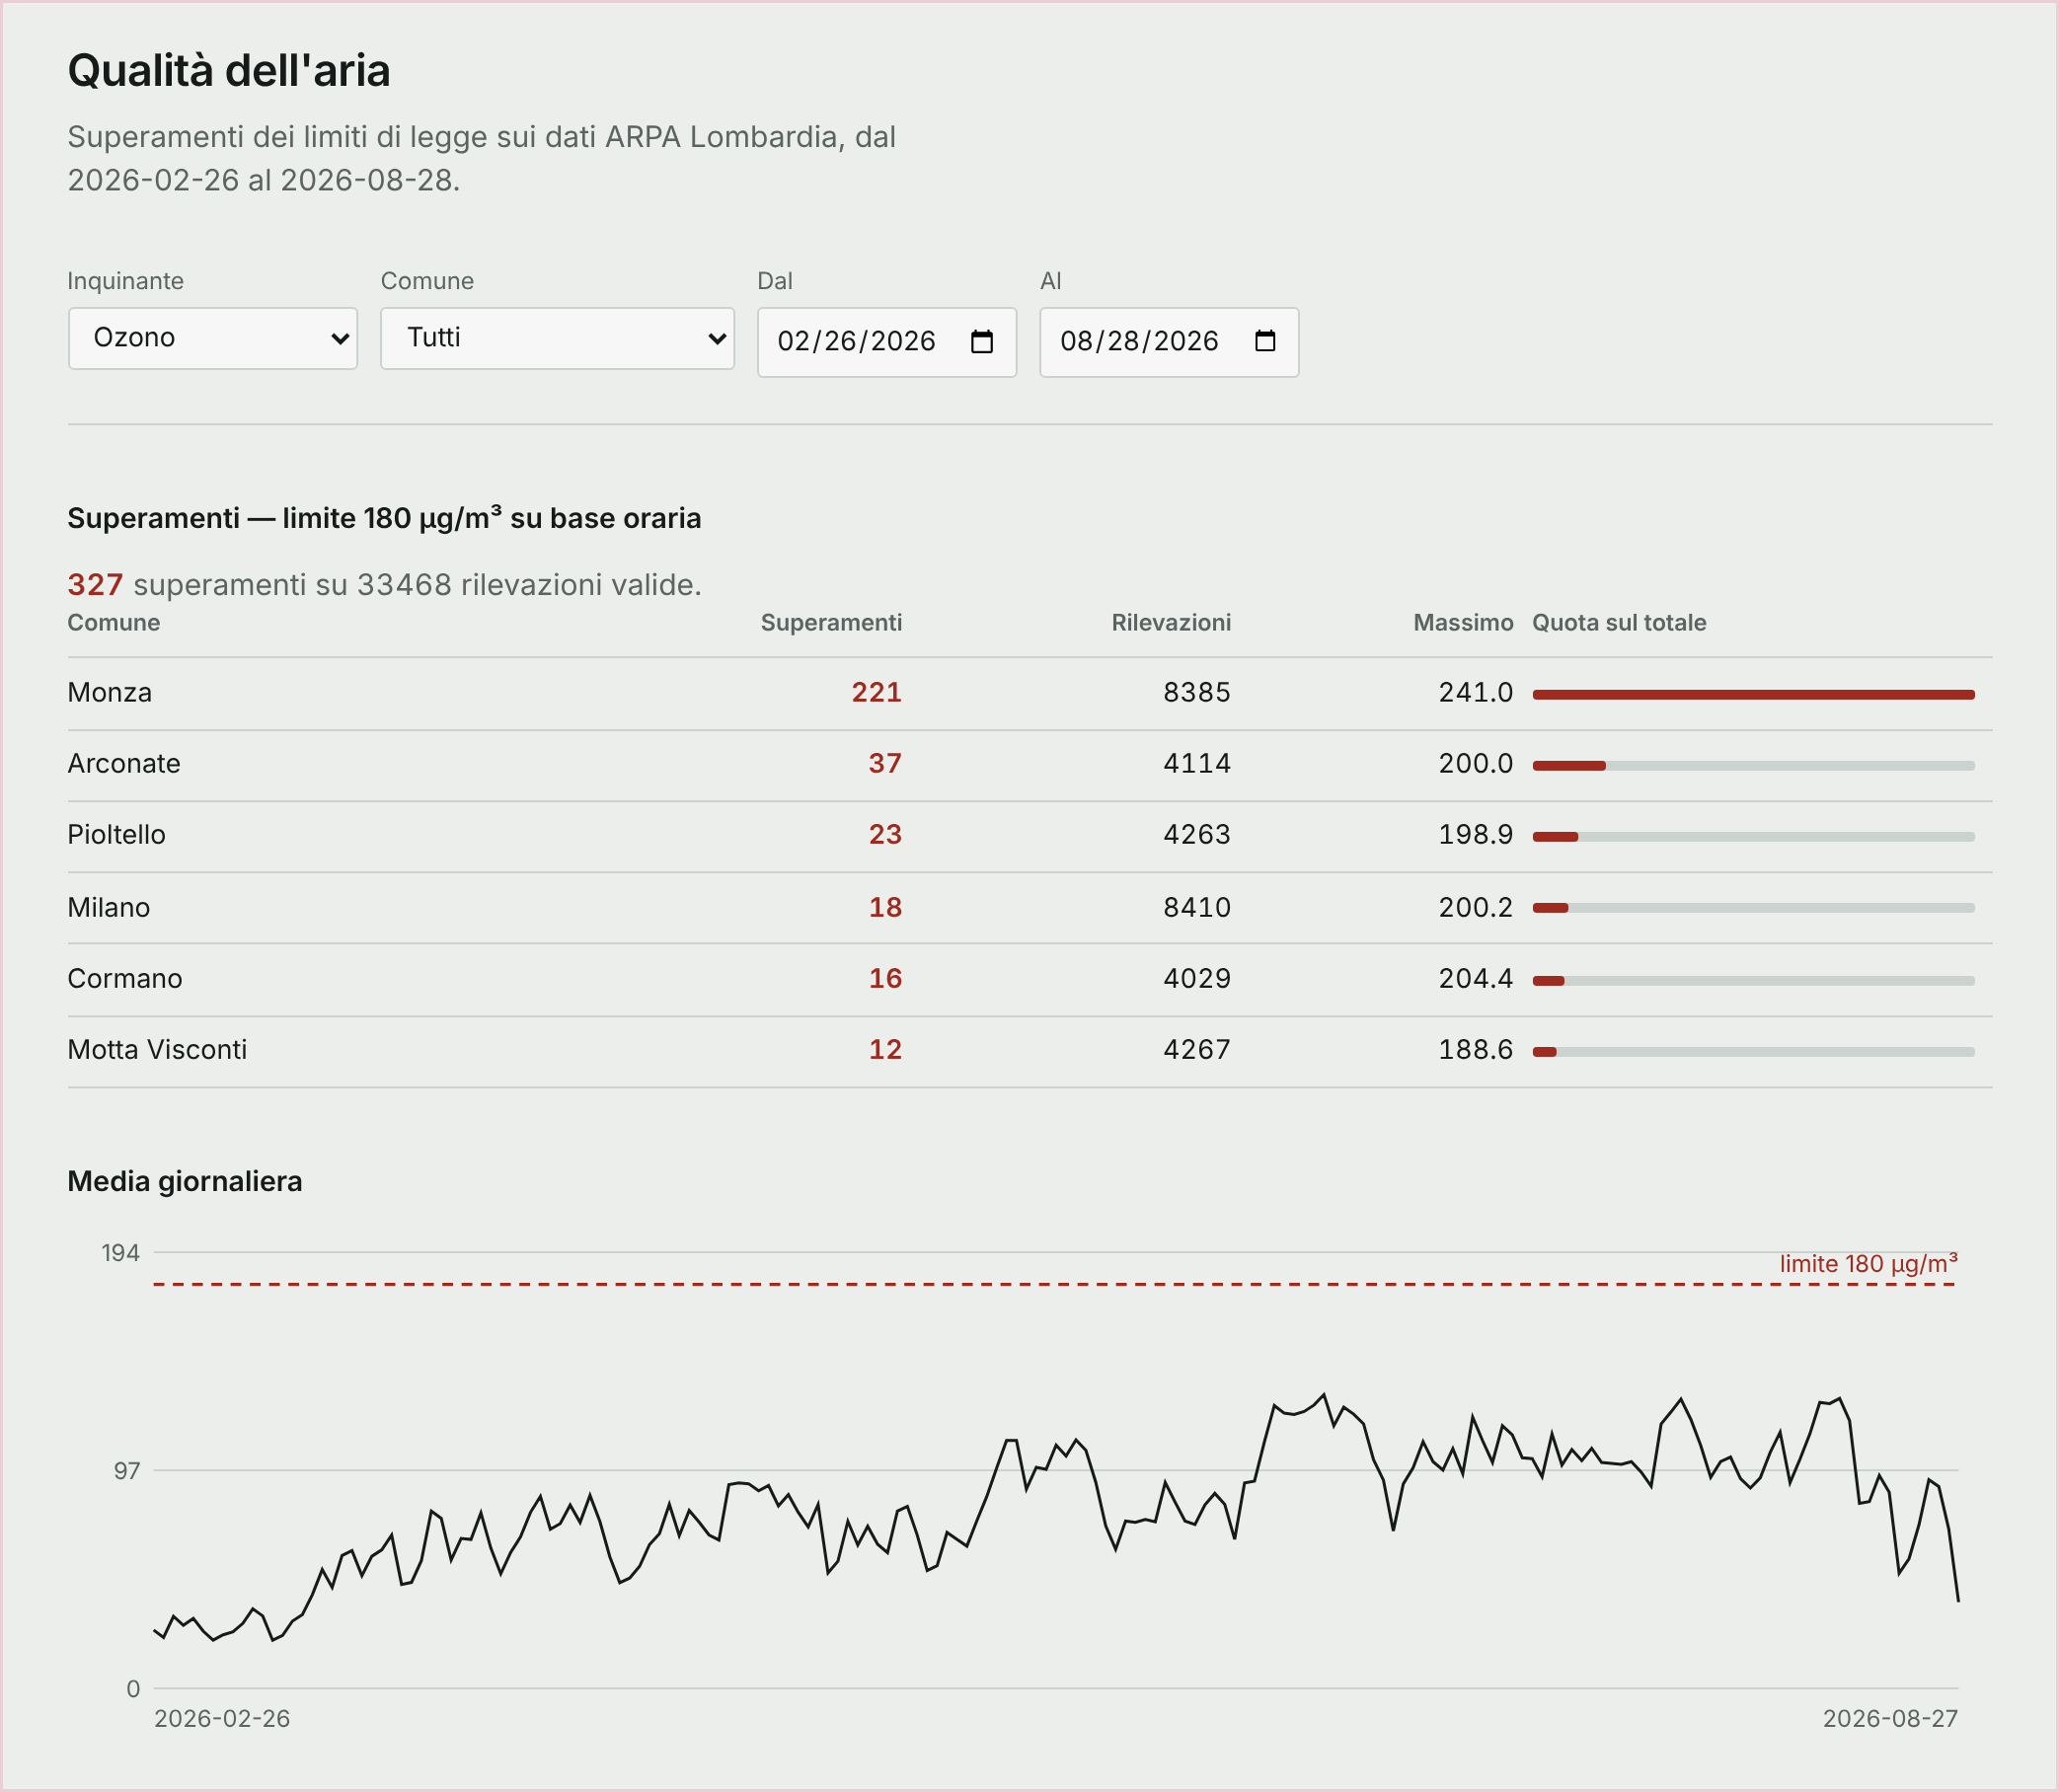 Qualità dell'aria
Superamenti dei limiti di legge sui dati ARPA Lombardia, dal
2026-02-26 al 2026-08-28.
Inquinante Comune Dal Al
Ozono Tutti 02/26/2026 08/28/2026
Superamenti — limite 180 µg/m³ su base oraria
327 superamenti su 33468 rilevazioni valide.
Comune Superamenti Rilevazioni Massimo Quota sul totale
Monza 221 8385 241.0
Arconate 37 4114 200.0
Pioltello 23 4263 198.9
Milano 18 8410 200.2
Cormano 16 4029 204.4
Motta Visconti 12 4267 188.6
Media giornaliera
194
limite 180 µg/m³
97
0
2026-02-26 2026-08-27